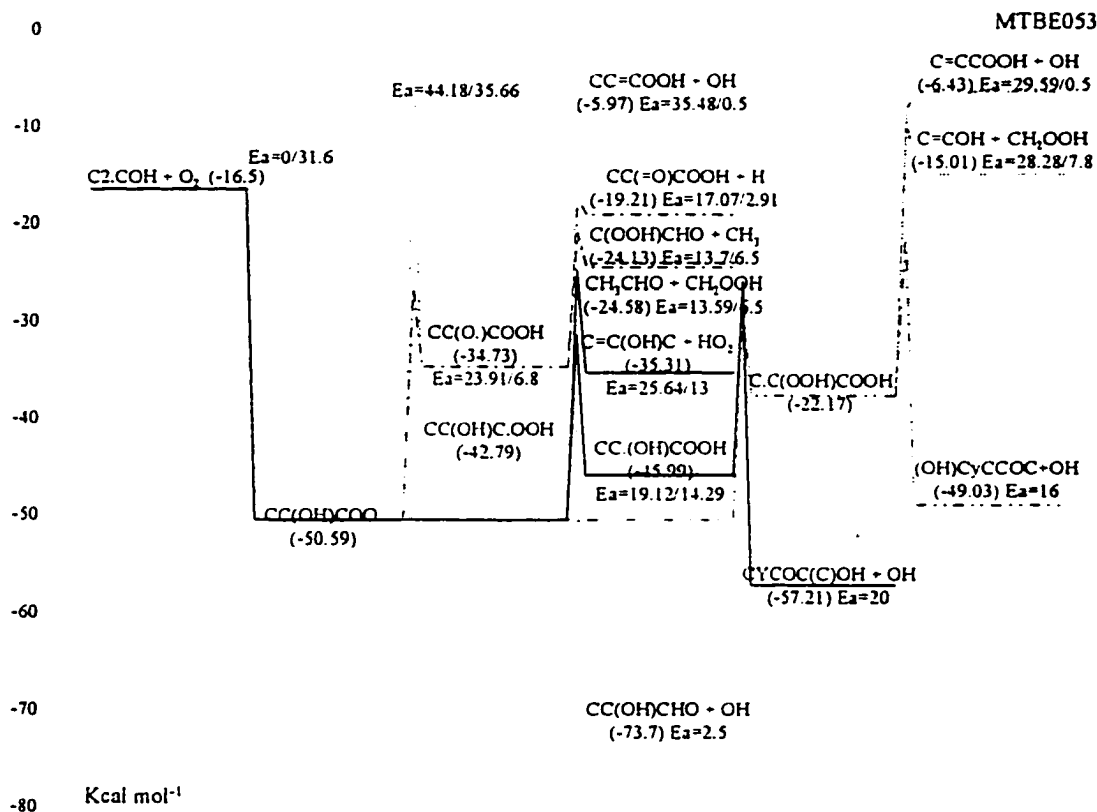 MTBE053
0
-10
-20
-30
-40
-50
-60
-70
-80
Kcal mol-1
C2.COH + O2 (-16.5)
Ea=0/31.6
CC(OH)COO.
(-50.59)
Ea=44.18/35.66
CC(O.)COOH
(-34.73)
Ea=23.91/6.8
CC(OH)C.OOH
(-42.79)
CC=COOH + OH
(-5.97) Ea=35.48/0.5
CC(=O)COOH + H
(-19.21) Ea=17.07/2.91
C(OOH)CHO + CH3
(-24.13) Ea=13.7/6.5
CH3CHO + CH2OOH
(-24.58) Ea=13.59/6.5
C=C(OH)C + HO2
(-35.31)
Ea=25.64/13
CC.(OH)COOH
(-45.99)
Ea=19.12/14.29
CC(OH)CHO + OH
(-73.7) Ea=2.5
C.C(OOH)COOH
(-22.17)
CYCOC(C)OH + OH
(-57.21) Ea=20
C=CCOOH + OH
(-6.43) Ea=29.59/0.5
C=COH + CH2OOH
(-15.01) Ea=28.28/7.8
(OH)CyCCOC+OH
(-49.03) Ea=16